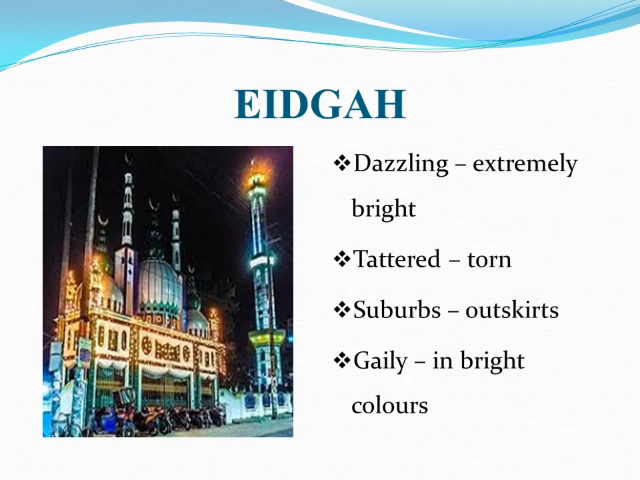 EIDGAH
❖Dazzling – extremely
bright
❖Tattered – torn
❖Suburbs – outskirts
❖Gaily – in bright
colours